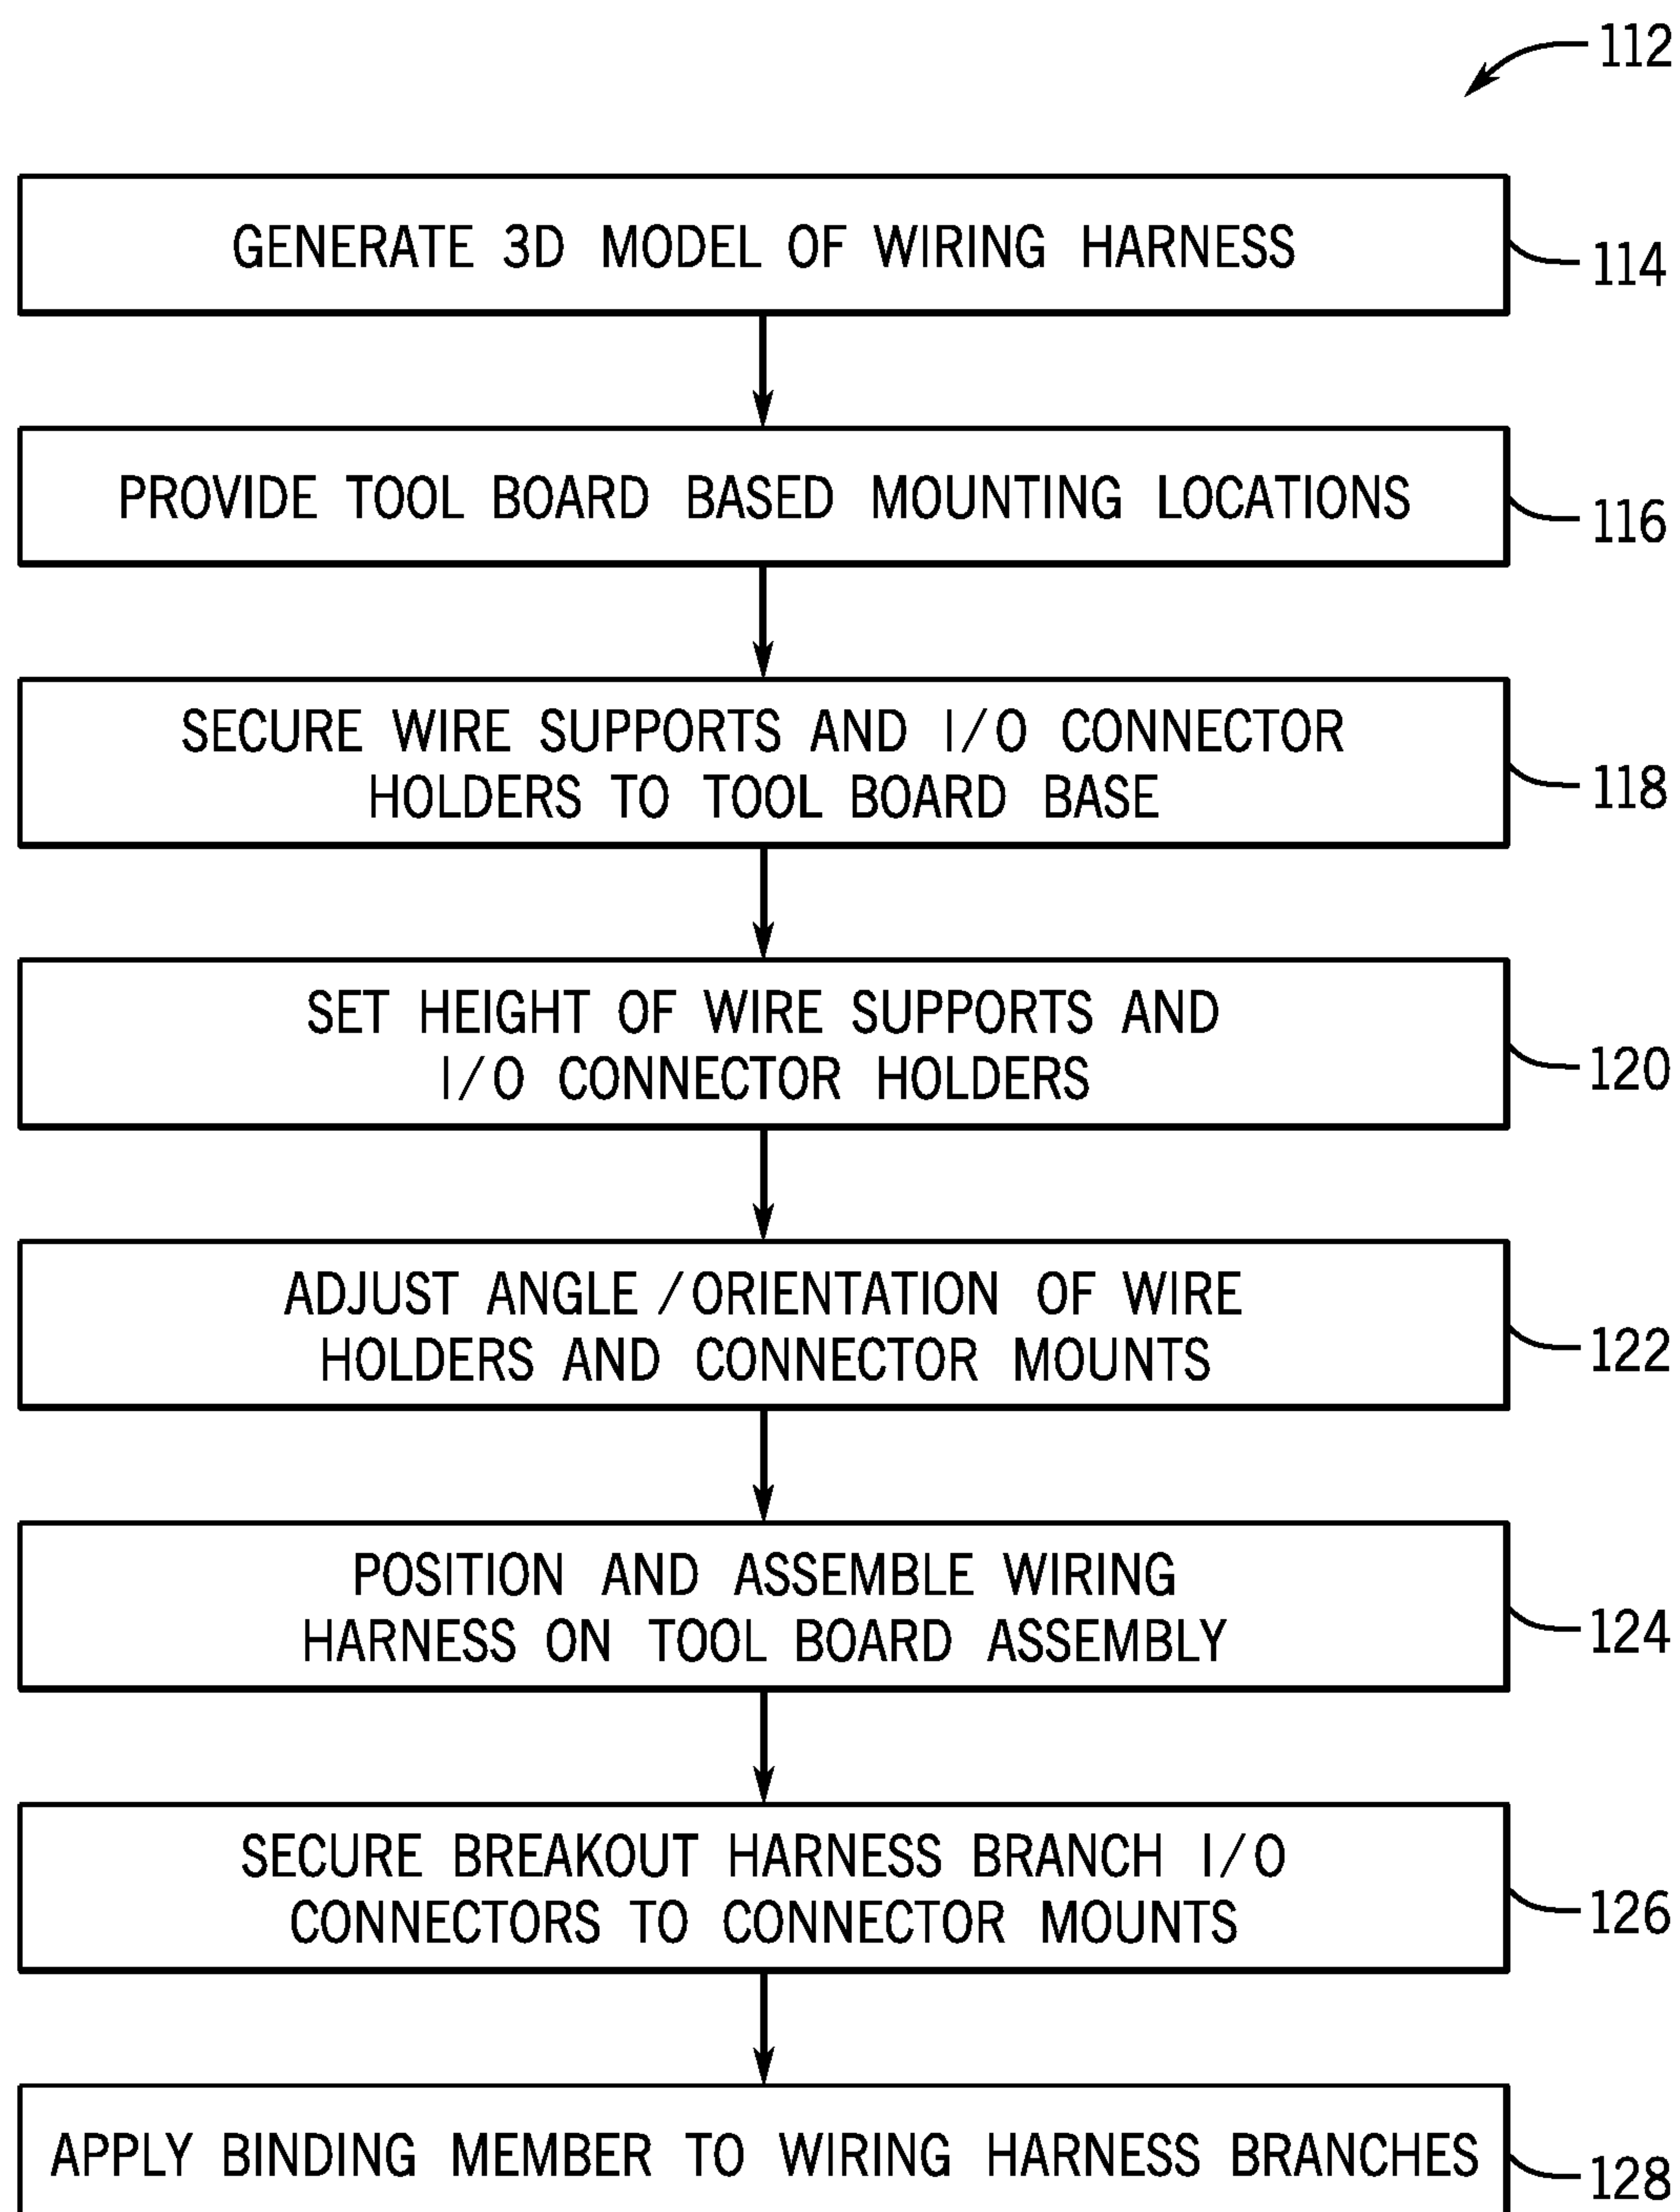 112
GENERATE 3D MODEL OF WIRING HARNESS
114
PROVIDE TOOL BOARD BASED MOUNTING LOCATIONS
116
SECURE WIRE SUPPORTS AND I/O CONNECTOR
HOLDERS TO TOOL BOARD BASE
118
SET HEIGHT OF WIRE SUPPORTS AND
I/O CONNECTOR HOLDERS
120
ADJUST ANGLE /ORIENTATION OF WIRE
HOLDERS AND CONNECTOR MOUNTS
122
POSITION AND ASSEMBLE WIRING
HARNESS ON TOOL BOARD ASSEMBLY
124
SECURE BREAKOUT HARNESS BRANCH I/O
CONNECTORS TO CONNECTOR MOUNTS
126
APPLY BINDING MEMBER TO WIRING HARNESS BRANCHES
128